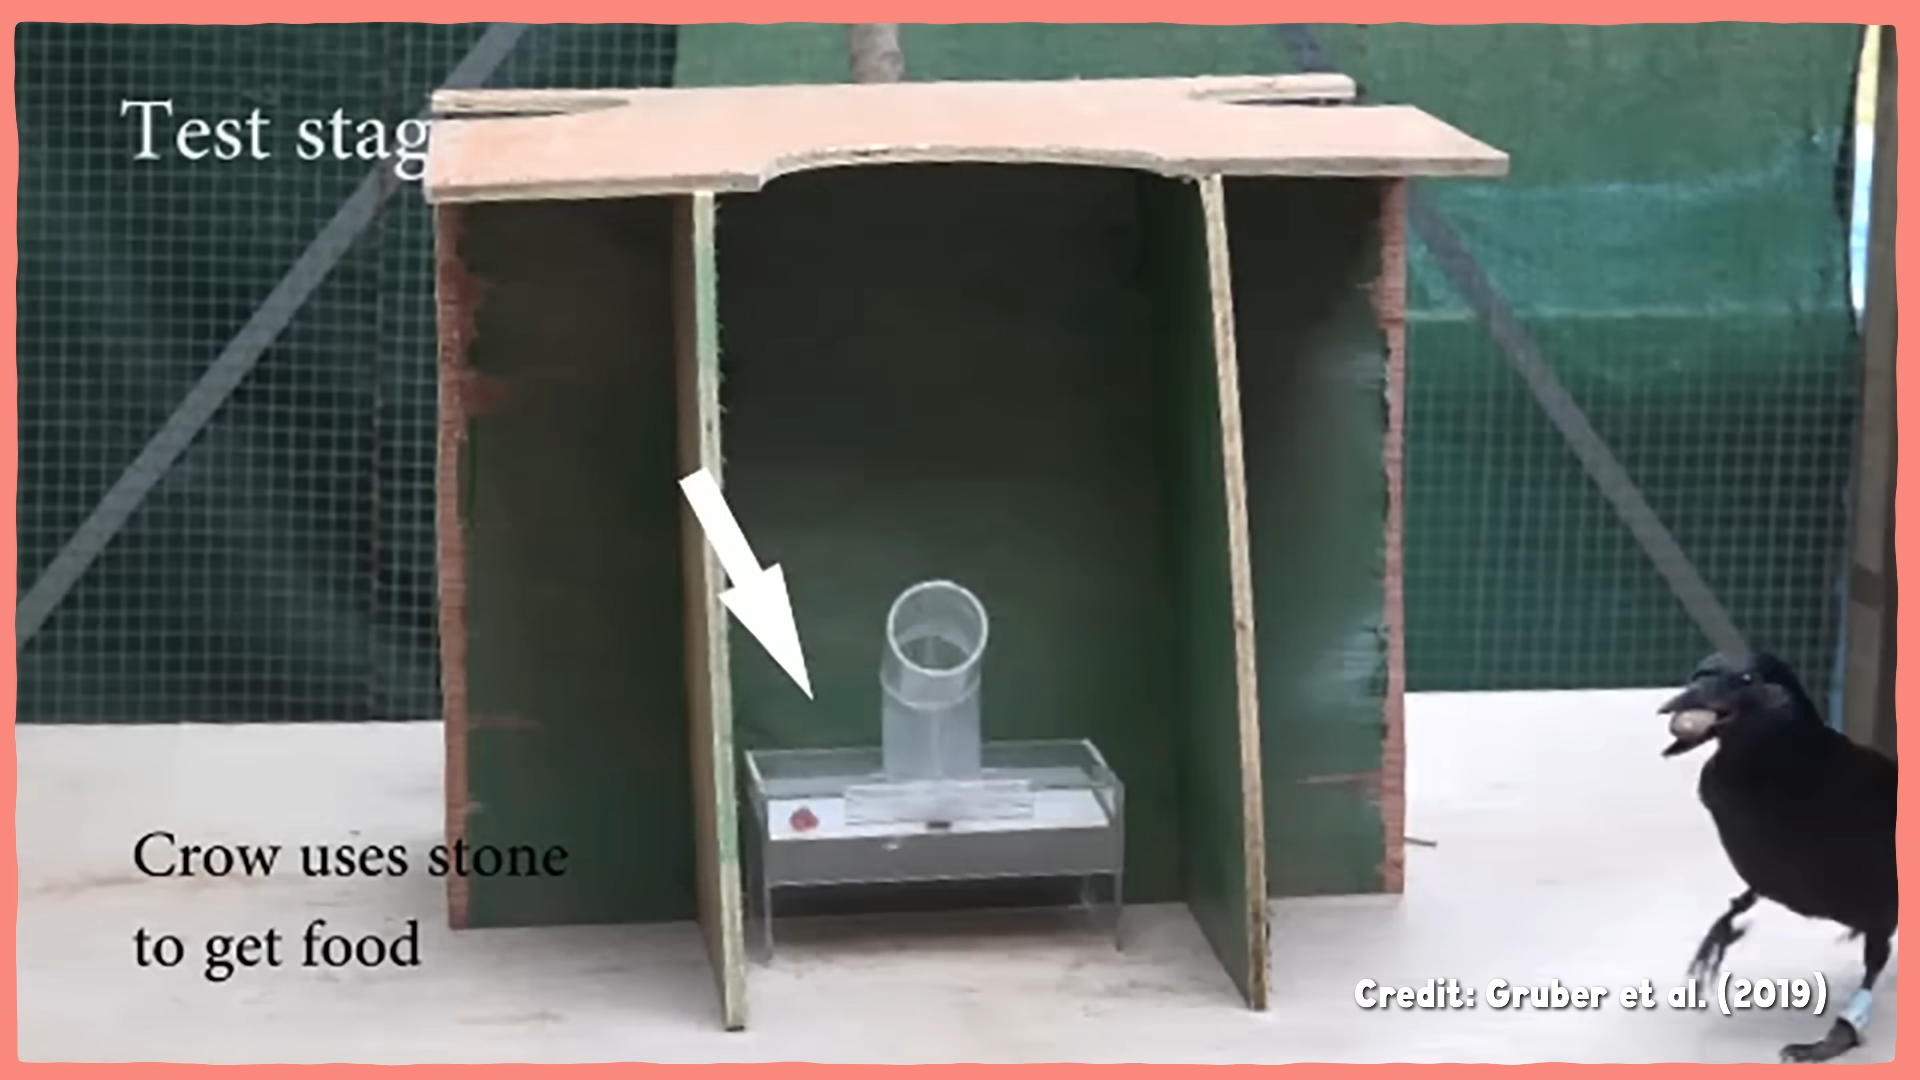 Test stag
Crow uses stone
to get food
Credit: Gruber et al. (2019)